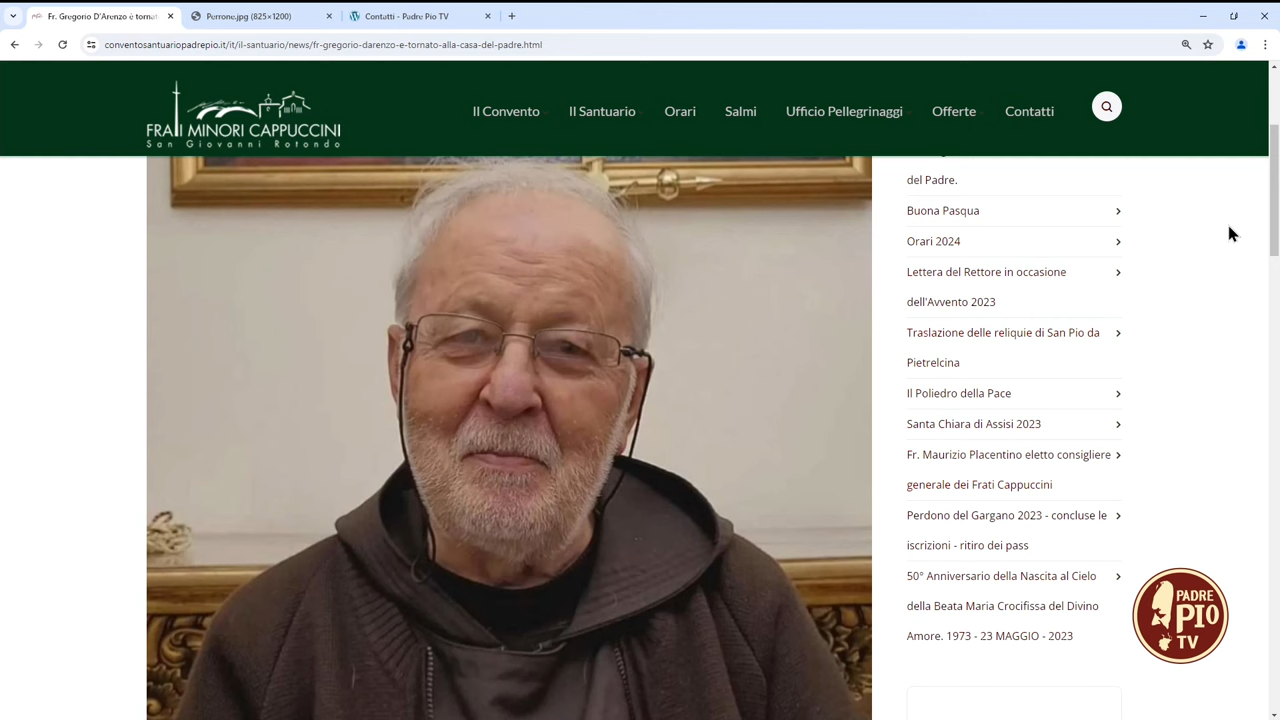 Fr. Gregorio D'Arenzo è tornat
Perrone.jpg (825×1200)
Contatti - Padre Pio TV
conventosantuariopadrepio.it/it/il-santuario/news/fr-gregorio-darenzo-e-tornato-alla-casa-del-padre.html
FRATI MINORI CAPPUCCINI
San Giovanni Rotondo
Il Convento
Il Santuario
Orari
Salmi
Ufficio Pellegrinaggi
Offerte
Contatti
del Padre.
Buona Pasqua
Orari 2024
Lettera del Rettore in occasione
dell'Avvento 2023
Traslazione delle reliquie di San Pio da
Pietrelcina
Il Poliedro della Pace
Santa Chiara di Assisi 2023
Fr. Maurizio Placentino eletto consigliere
generale dei Frati Cappuccini
Perdono del Gargano 2023 - concluse le
iscrizioni - ritiro dei pass
50° Anniversario della Nascita al Cielo
della Beata Maria Crocifissa del Divino
Amore. 1973 - 23 MAGGIO - 2023
PADRE
PIO
TV